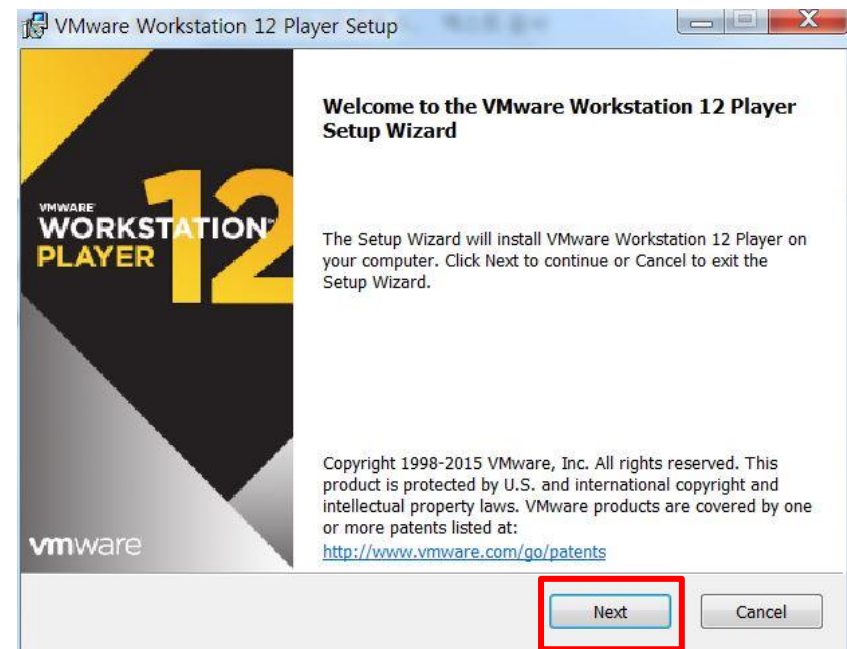 VMware Workstation 12 Player Setup
Welcome to the VMware Workstation 12 Player
Setup Wizard
12
VMWARE
WORKSTATION™
PLAYER
The Setup Wizard will install VMware Workstation 12 Player on
your computer. Click Next to continue or Cancel to exit the
Setup Wizard.
Copyright 1998-2015 VMware, Inc. All rights reserved. This
product is protected by U.S. and international copyright and
intellectual property laws. VMware products are covered by one
or more patents listed at:
http://www.vmware.com/go/patents
vmware
Next
Cancel